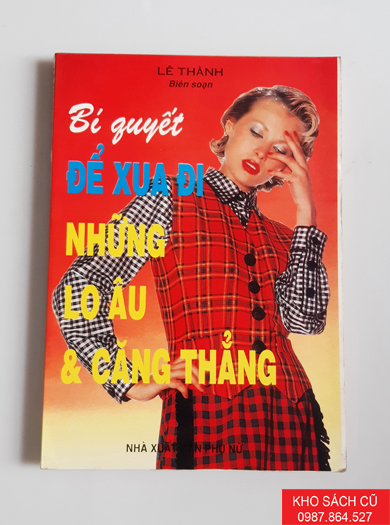 LÊ THÀNH
Biên soạn
Bí quyết
ĐỂ XUA ĐI
NHỮNG
LO ÂU
& CĂNG THẲNG
NHÀ XUẤT BẢN PHỤ NỮ
KHO SÁCH CŨ
0987.864.527